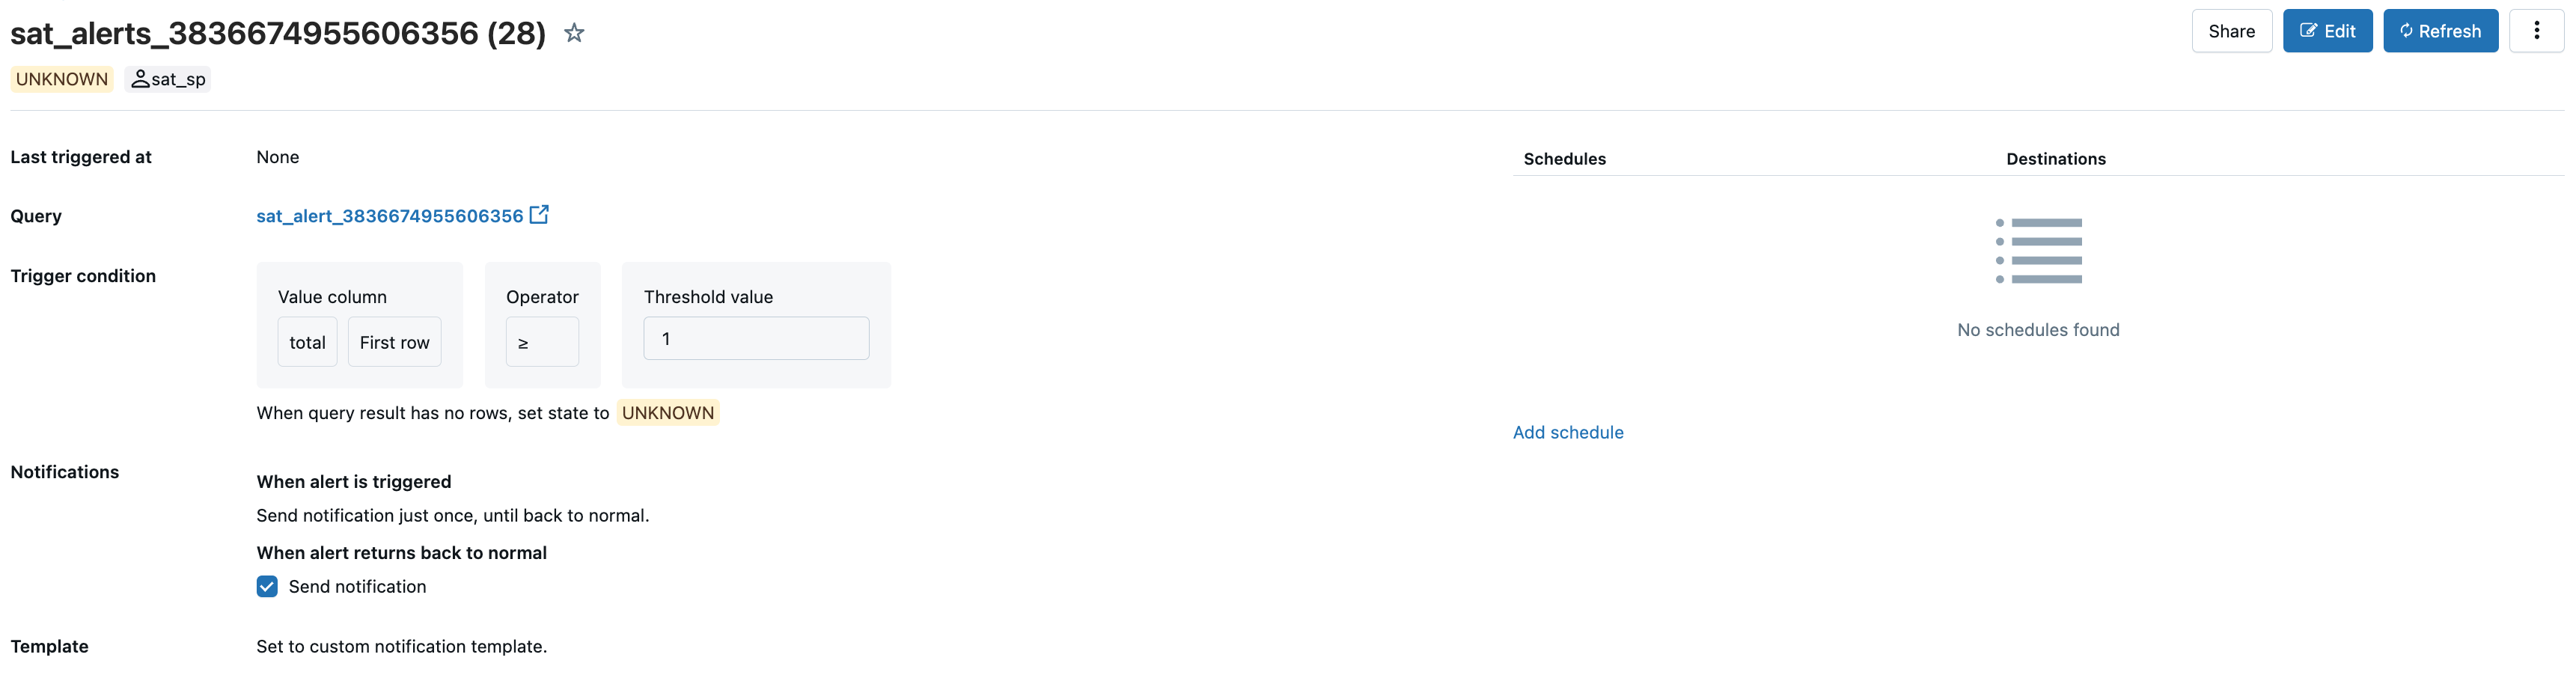 sat_alerts_3836674955606356 (28)
Share
Edit
Refresh
UNKNOWN
sat_sp
Last triggered at
None
Query
sat_alert_3836674955606356
Trigger condition
Value column
total
First row
Operator
≥
Threshold value
1
When query result has no rows, set state to UNKNOWN
Notifications
When alert is triggered
Send notification just once, until back to normal.
When alert returns back to normal
Send notification
Template
Set to custom notification template.
Schedules
Destinations
No schedules found
Add schedule